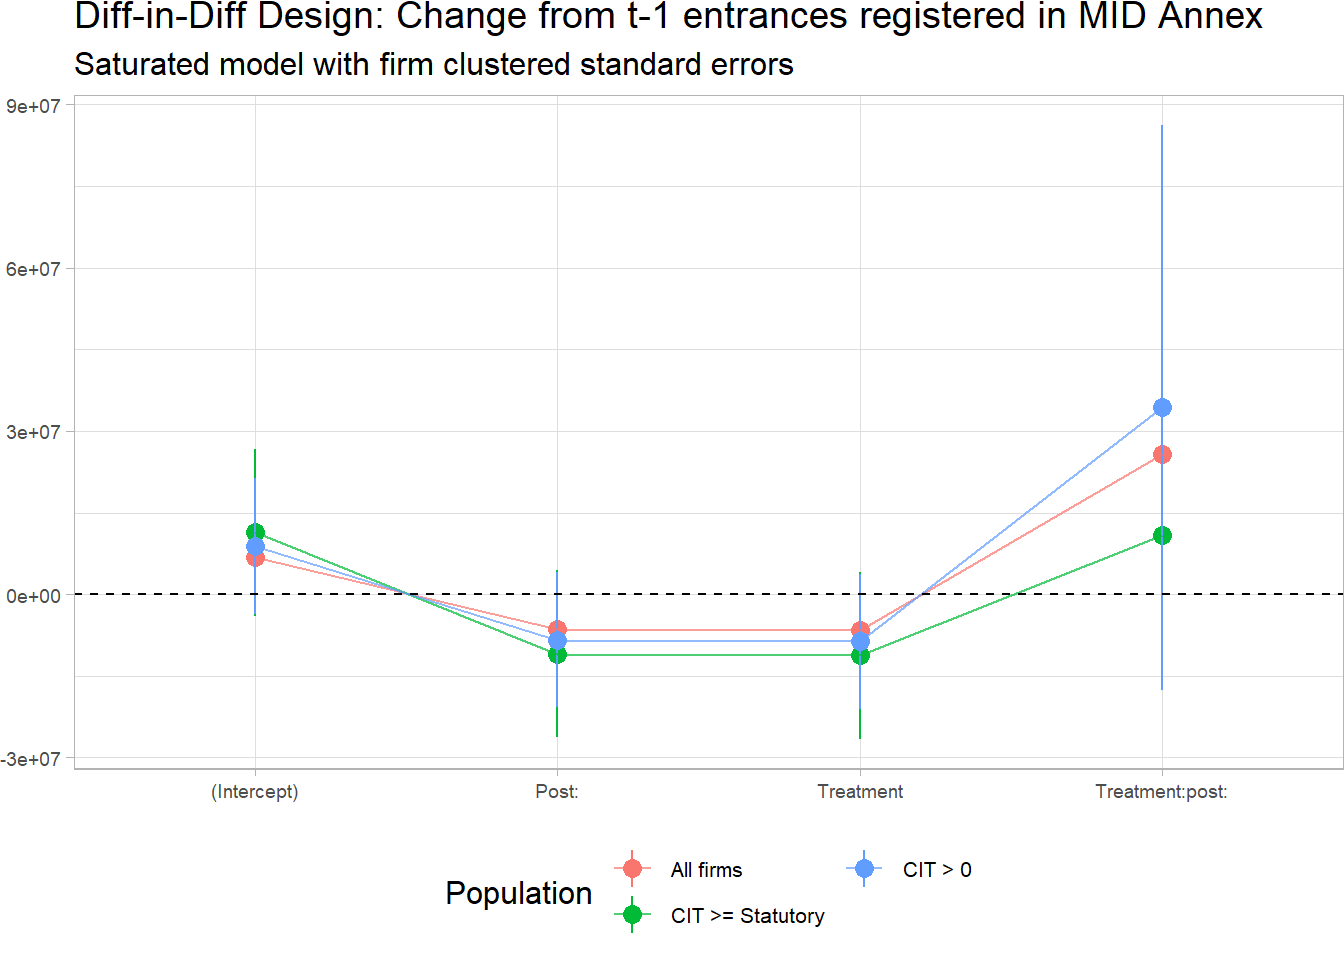 Diff-in-Diff Design: Change from t-1 entrances registered in MID Annex
Saturated model with firm clustered standard errors
9e+07
6e+07
3e+07
0e+00
-3e+07
(Intercept) Post: Treatment Treatment:post:
Population
All firms
CIT > 0
CIT >= Statutory